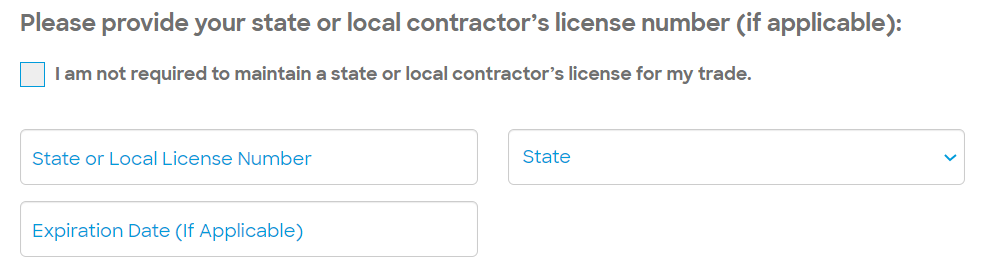 Please provide your state or local contractor’s license number (if applicable):
I am not required to maintain a state or local contractor’s license for my trade.
State or Local License Number
State
Expiration Date (If Applicable)